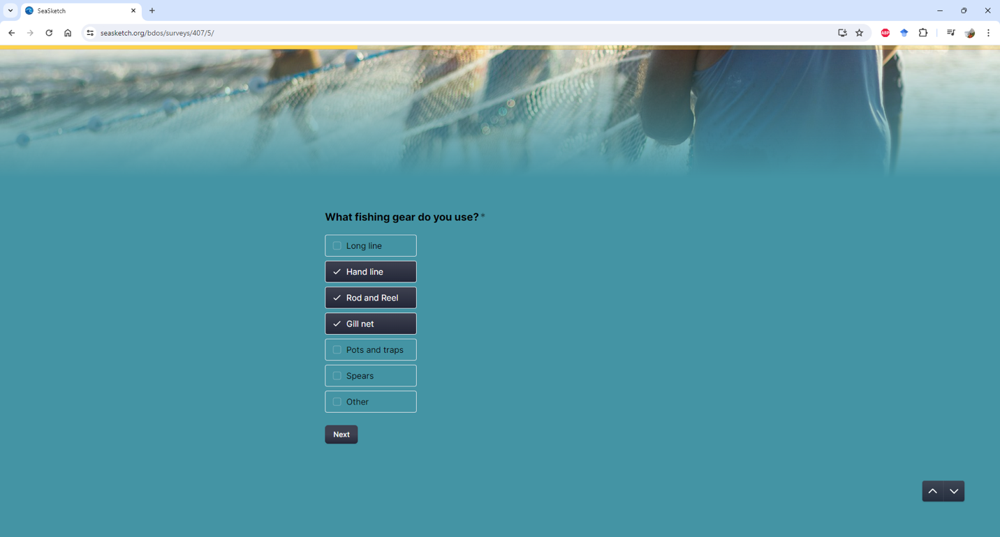 SeaSketch
seasketch.org/bdos/surveys/407/5/
ABP
What fishing gear do you use? *
Long line
Hand line
Rod and Reel
Gill net
Pots and traps
Spears
Other
Next